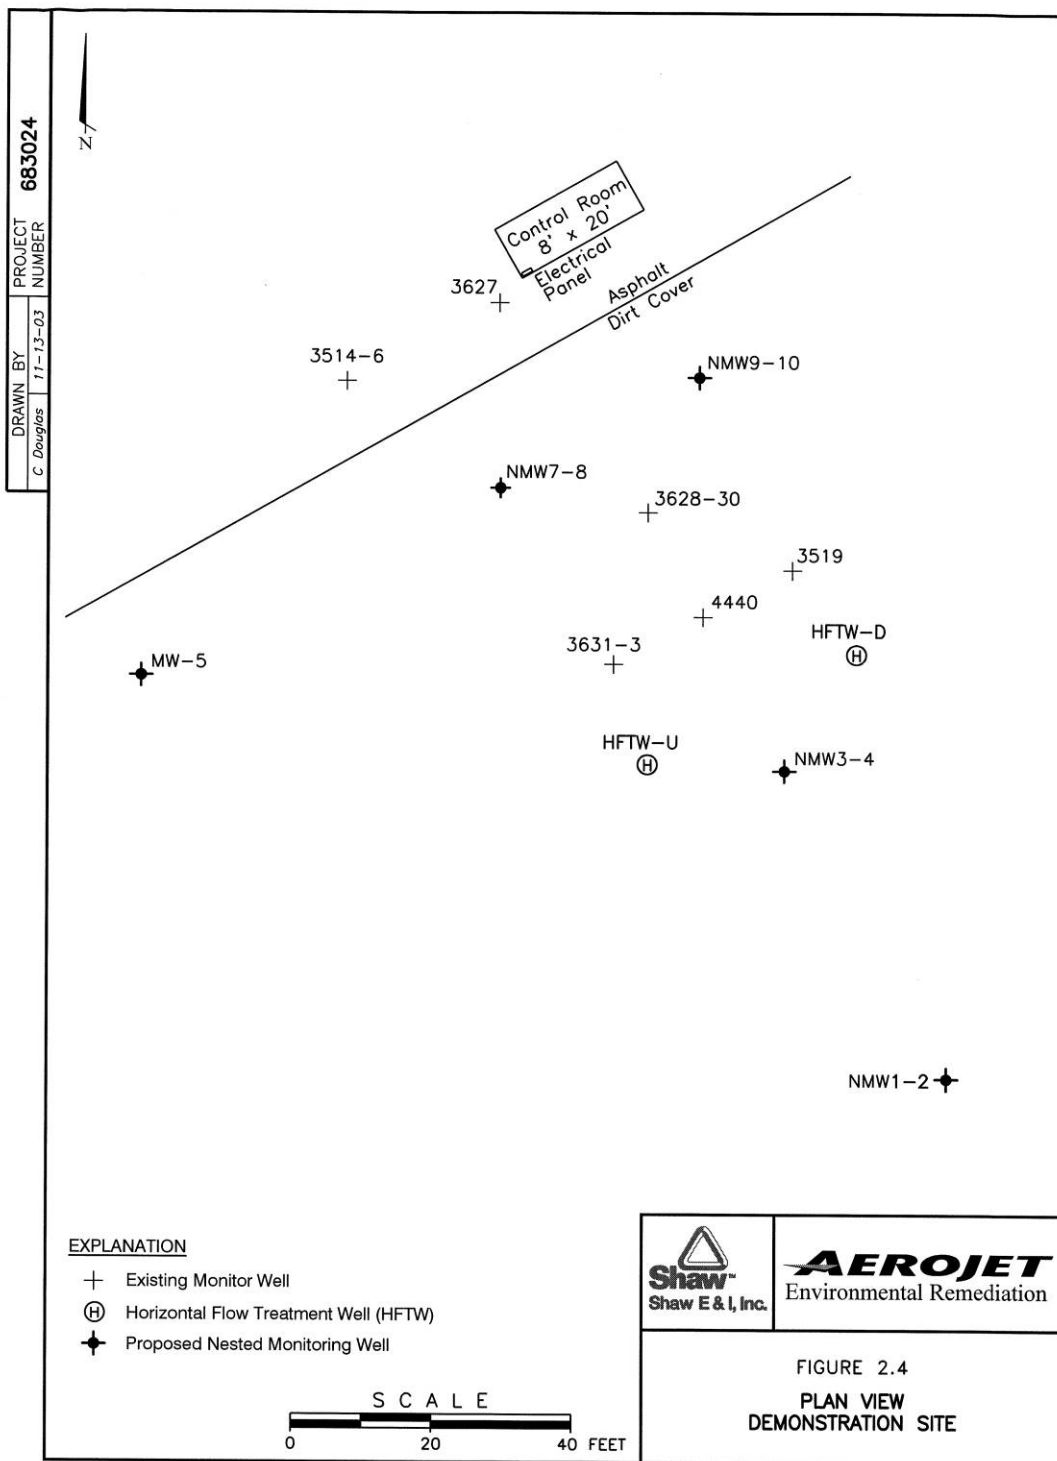 PROJECT
NUMBER
683024
DRAWN BY
C Douglas
11-13-03
N
Control Room
8' x 20'
Electrical
Panel
Asphalt
Dirt Cover
3627
3514-6
NMW9-10
NMW7-8
3628-30
3519
4440
HFTW-D
H
3631-3
MW-5
HFTW-U
H
NMW3-4
NMW1-2
EXPLANATION
Existing Monitor Well
H Horizontal Flow Treatment Well (HFTW)
Proposed Nested Monitoring Well
SCALE
0 20 40 FEET
Shaw™
Shaw E & I, Inc.
AEROJET
Environmental Remediation
FIGURE 2.4
PLAN VIEW
DEMONSTRATION SITE